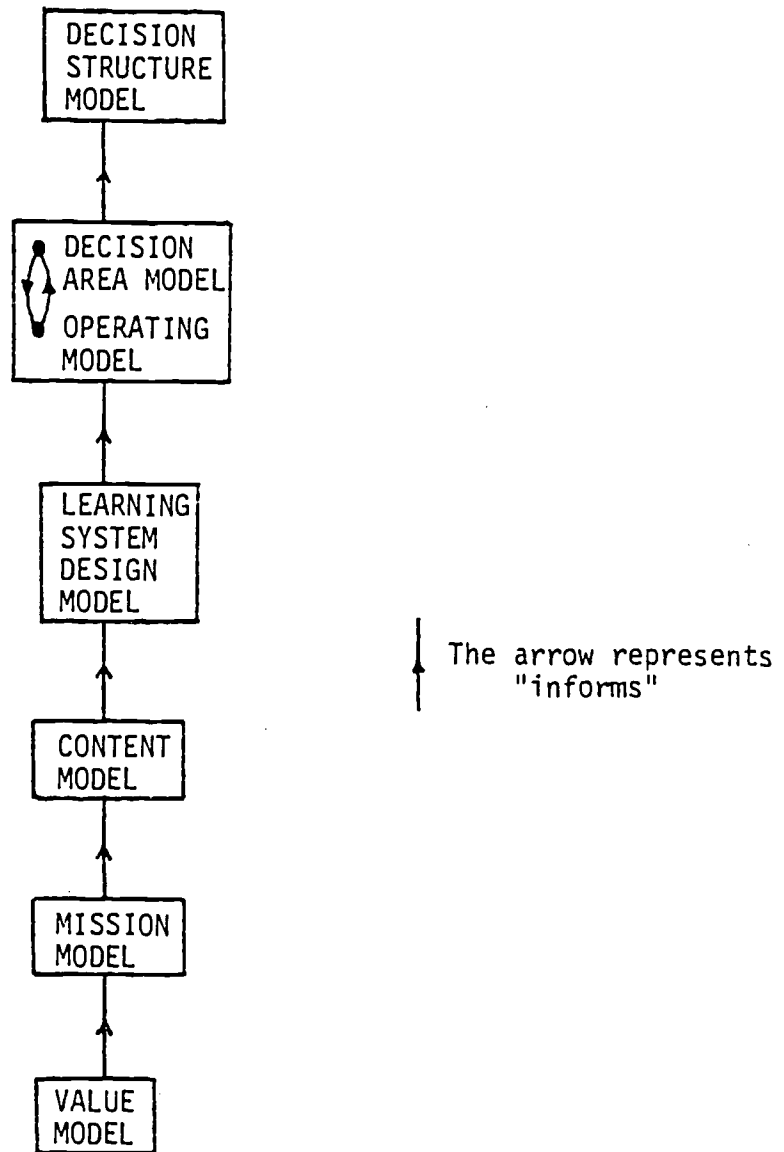 DECISION
STRUCTURE
MODEL
DECISION
AREA MODEL
OPERATING
MODEL
LEARNING
SYSTEM
DESIGN
MODEL
The arrow represents
"informs"
CONTENT
MODEL
MISSION
MODEL
VALUE
MODEL